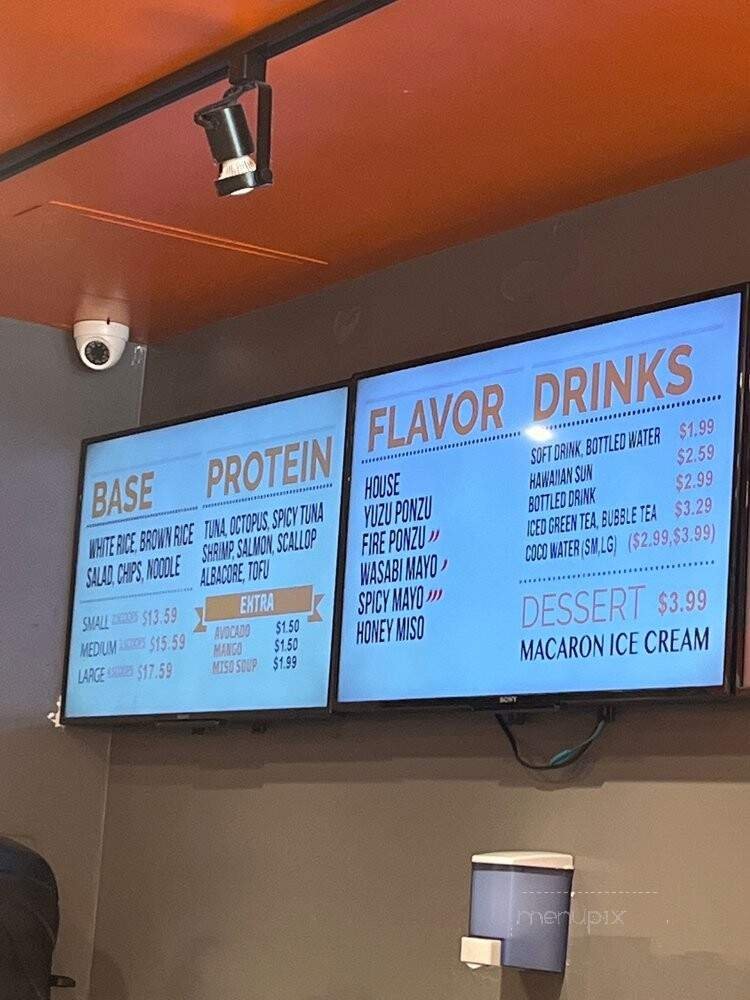 BASE
WHITE RICE, BROWN RICE
SALAD, CHIPS, NOODLE
SMALL $13.59
MEDIUM $15.59
LARGE $17.59
PROTEIN
TUNA, OCTOPUS, SPICY TUNA
SHRIMP, SALMON, SCALLOP
ALBACORE, TOFU
EXTRA
AVOCADO $1.50
MANGO $1.50
MISO SOUP $1.99
FLAVOR
HOUSE
YUZU PONZU
FIRE PONZU
WASABI MAYO
SPICY MAYO
HONEY MISO
DRINKS
SOFT DRINK, BOTTLED WATER $1.99
HAWAIIAN SUN $2.59
BOTTLED DRINK $2.99
ICED GREEN TEA, BUBBLE TEA $3.29
COCO WATER (SM,LG) ($2.99,$3.99)
DESSERT $3.99
MACARON ICE CREAM
SONY
menupix